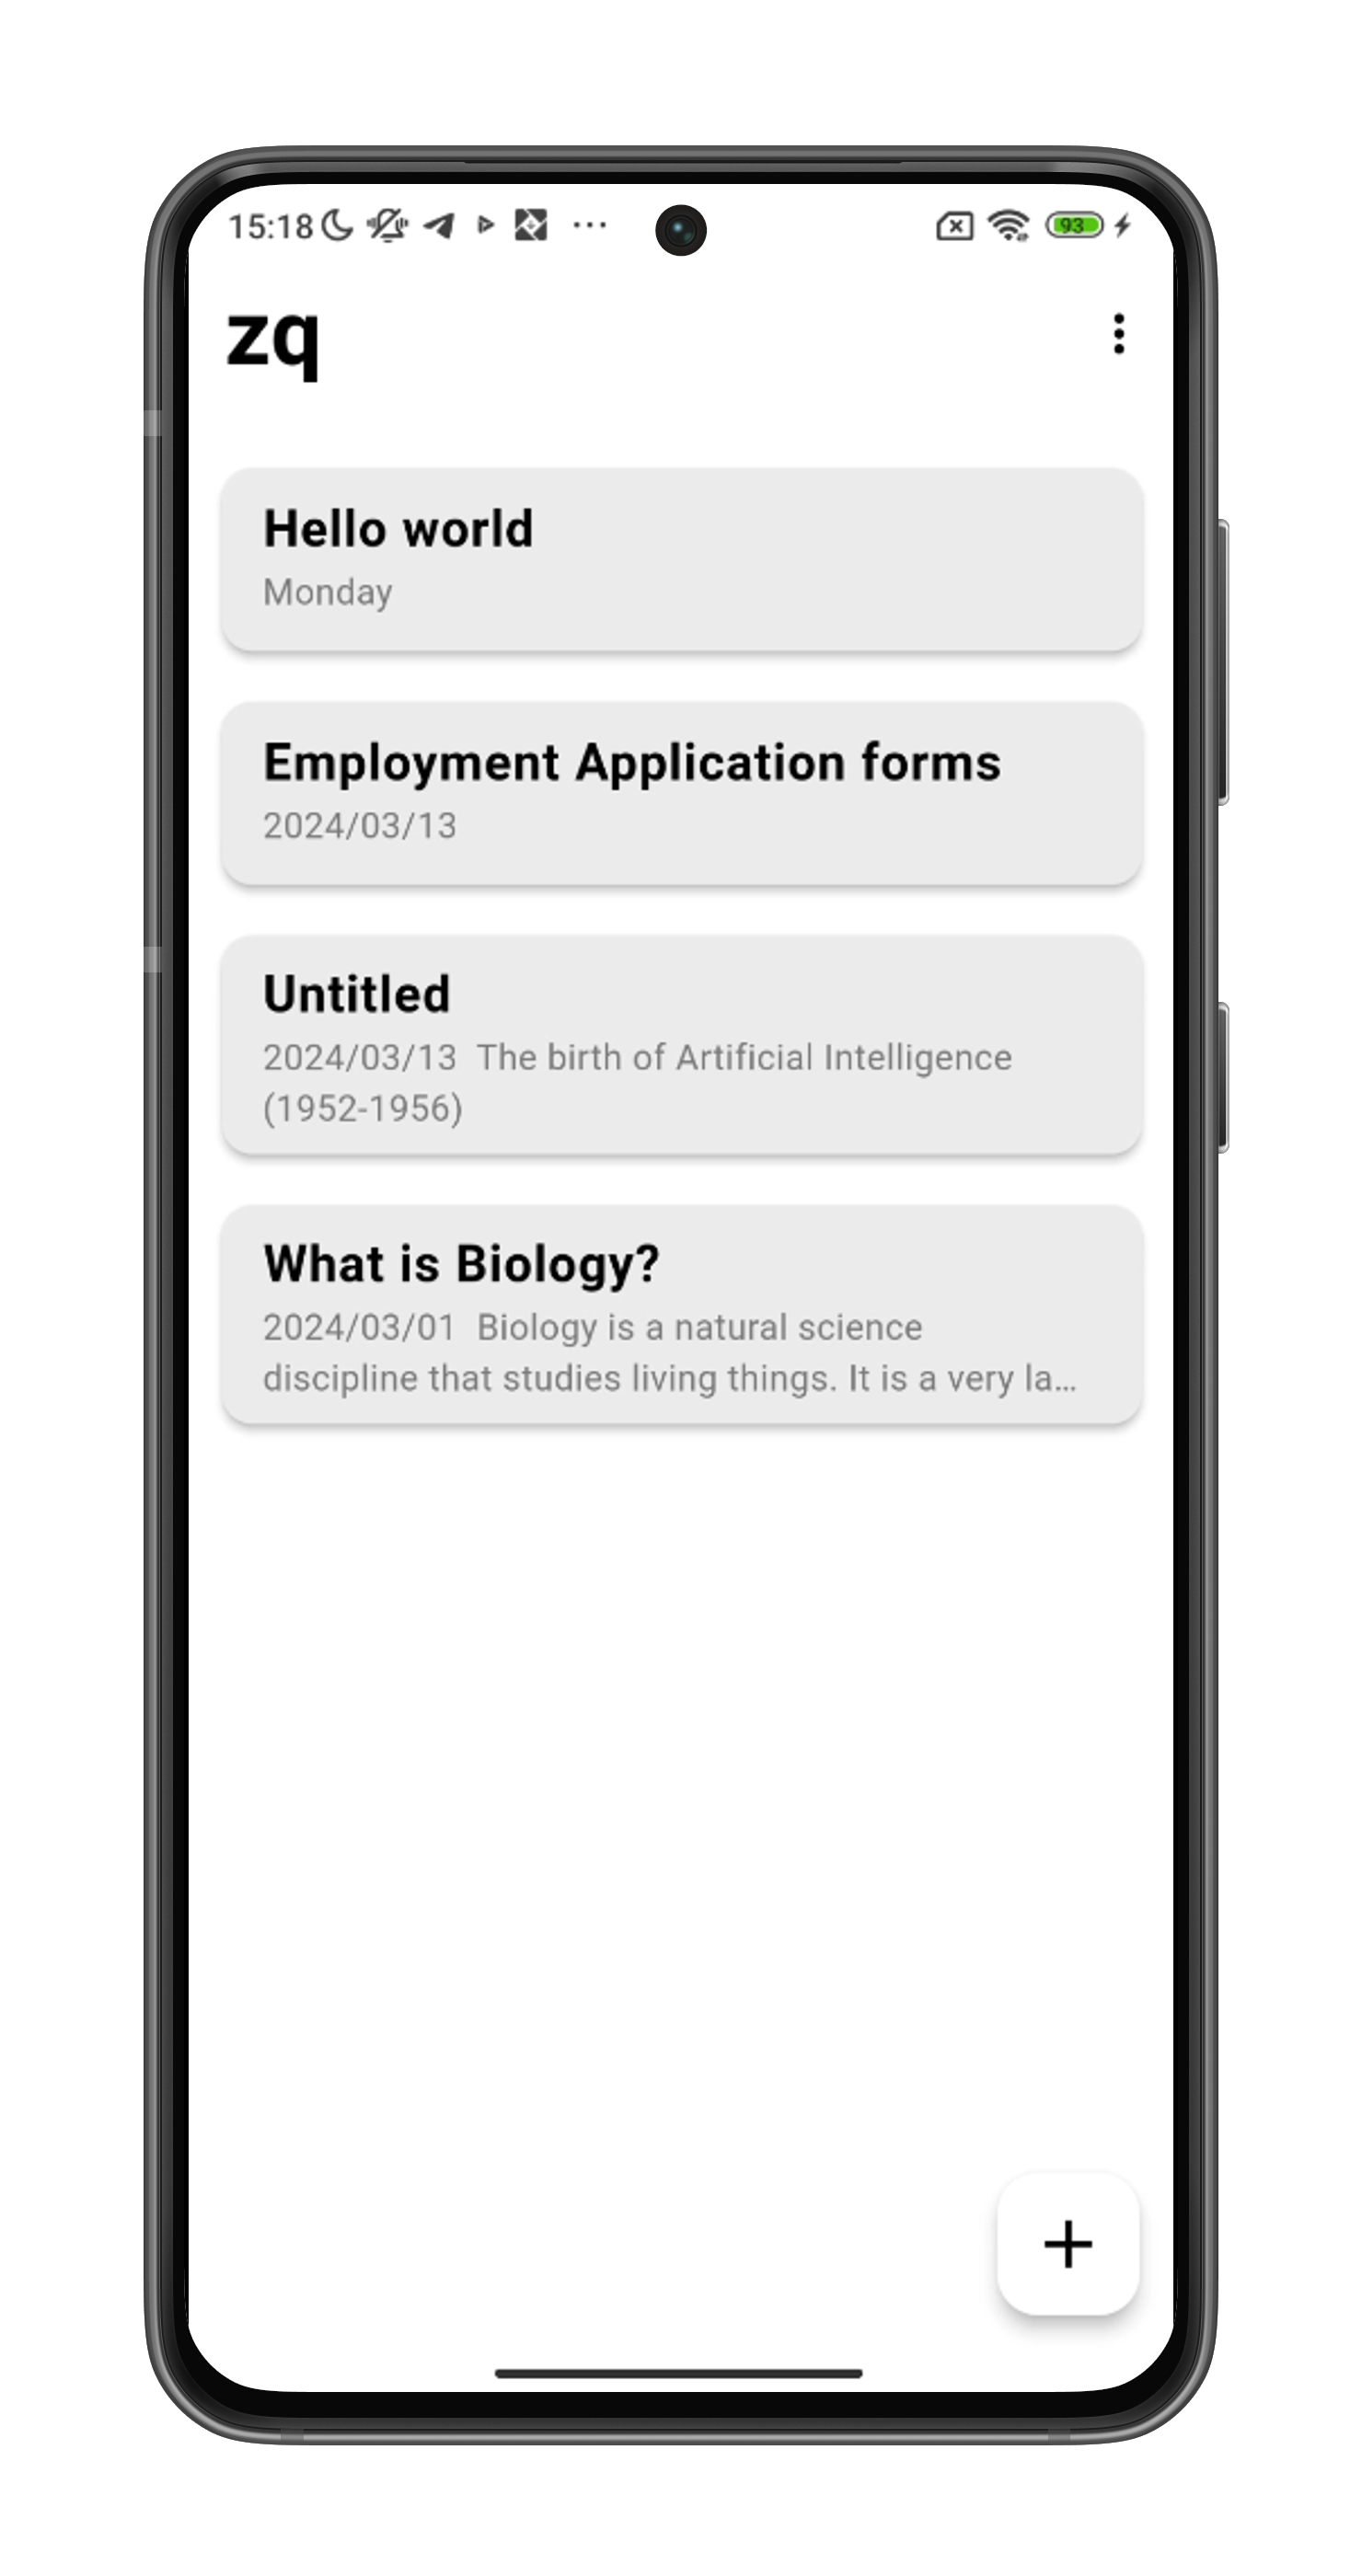 15:18
93
zq
Hello world
Monday
Employment Application forms
2024/03/13
Untitled
2024/03/13 The birth of Artificial Intelligence
(1952-1956)
What is Biology?
2024/03/01 Biology is a natural science
discipline that studies living things. It is a very la...